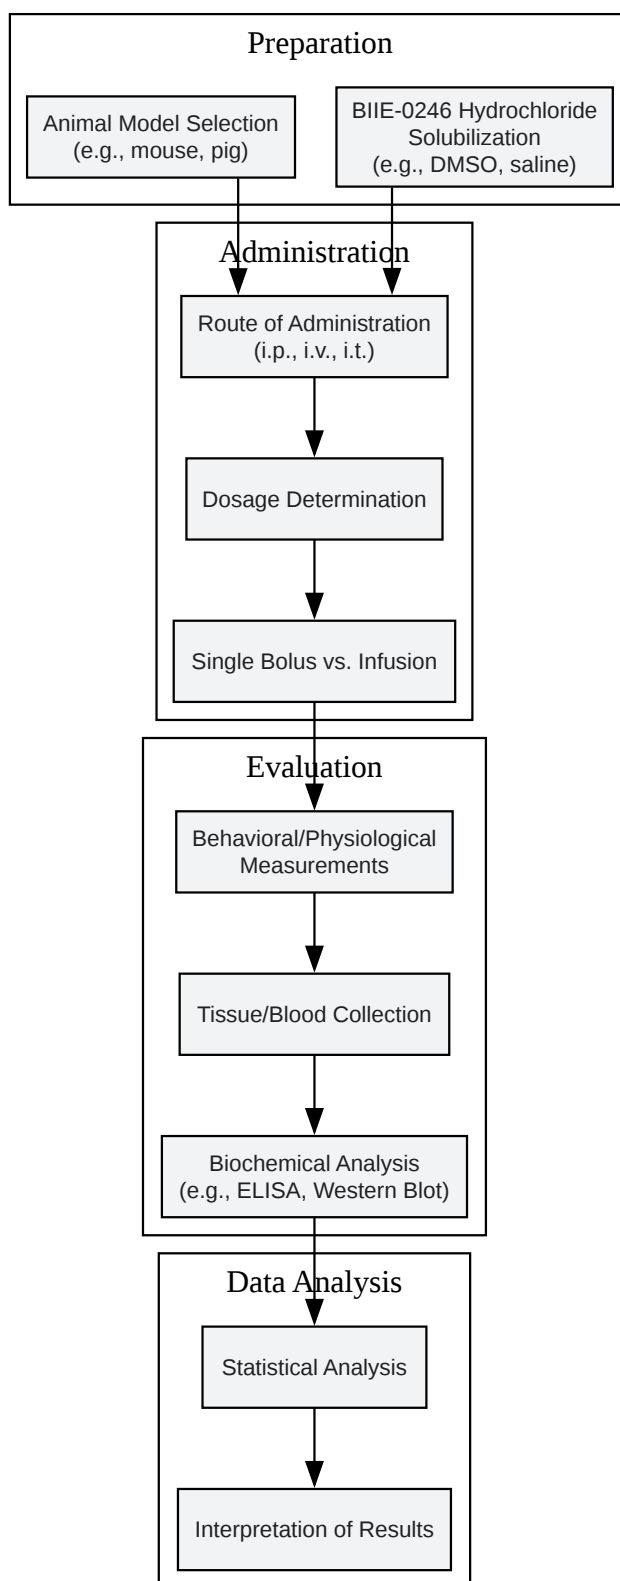 Preparation
Animal Model Selection
(e.g., mouse, pig)
BIIE-0246 Hydrochloride
Solubilization
(e.g., DMSO, saline)
Administration
Route of Administration
(i.p., i.v., i.t.)
Dosage Determination
Single Bolus vs. Infusion
Evaluation
Behavioral/Physiological
Measurements
Tissue/Blood Collection
Biochemical Analysis
(e.g., ELISA, Western Blot)
Data Analysis
Statistical Analysis
Interpretation of Results